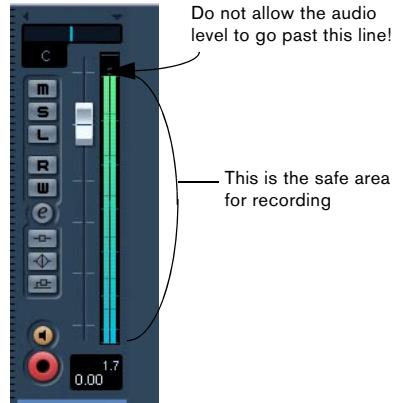 Do not allow the audio
level to go past this line!
C
m
S
L
R
W
e
This is the safe area
for recording
1.7
0.00